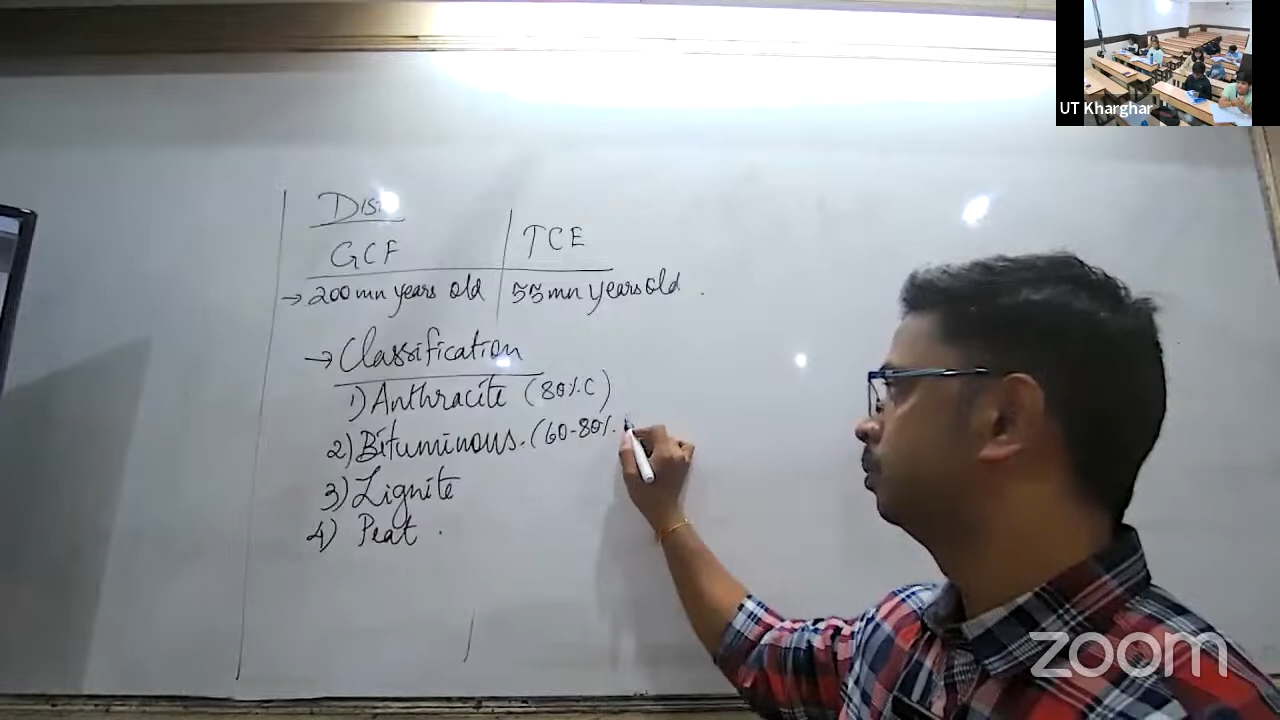 Dist
GCF TCE
→ 200 mn years old 55 mn years old .
→ Classification
1) Anthracite (80% C)
2) Bituminous. (60-80%.
3) Lignite
4) Peat .
UT Kharghar
zoom